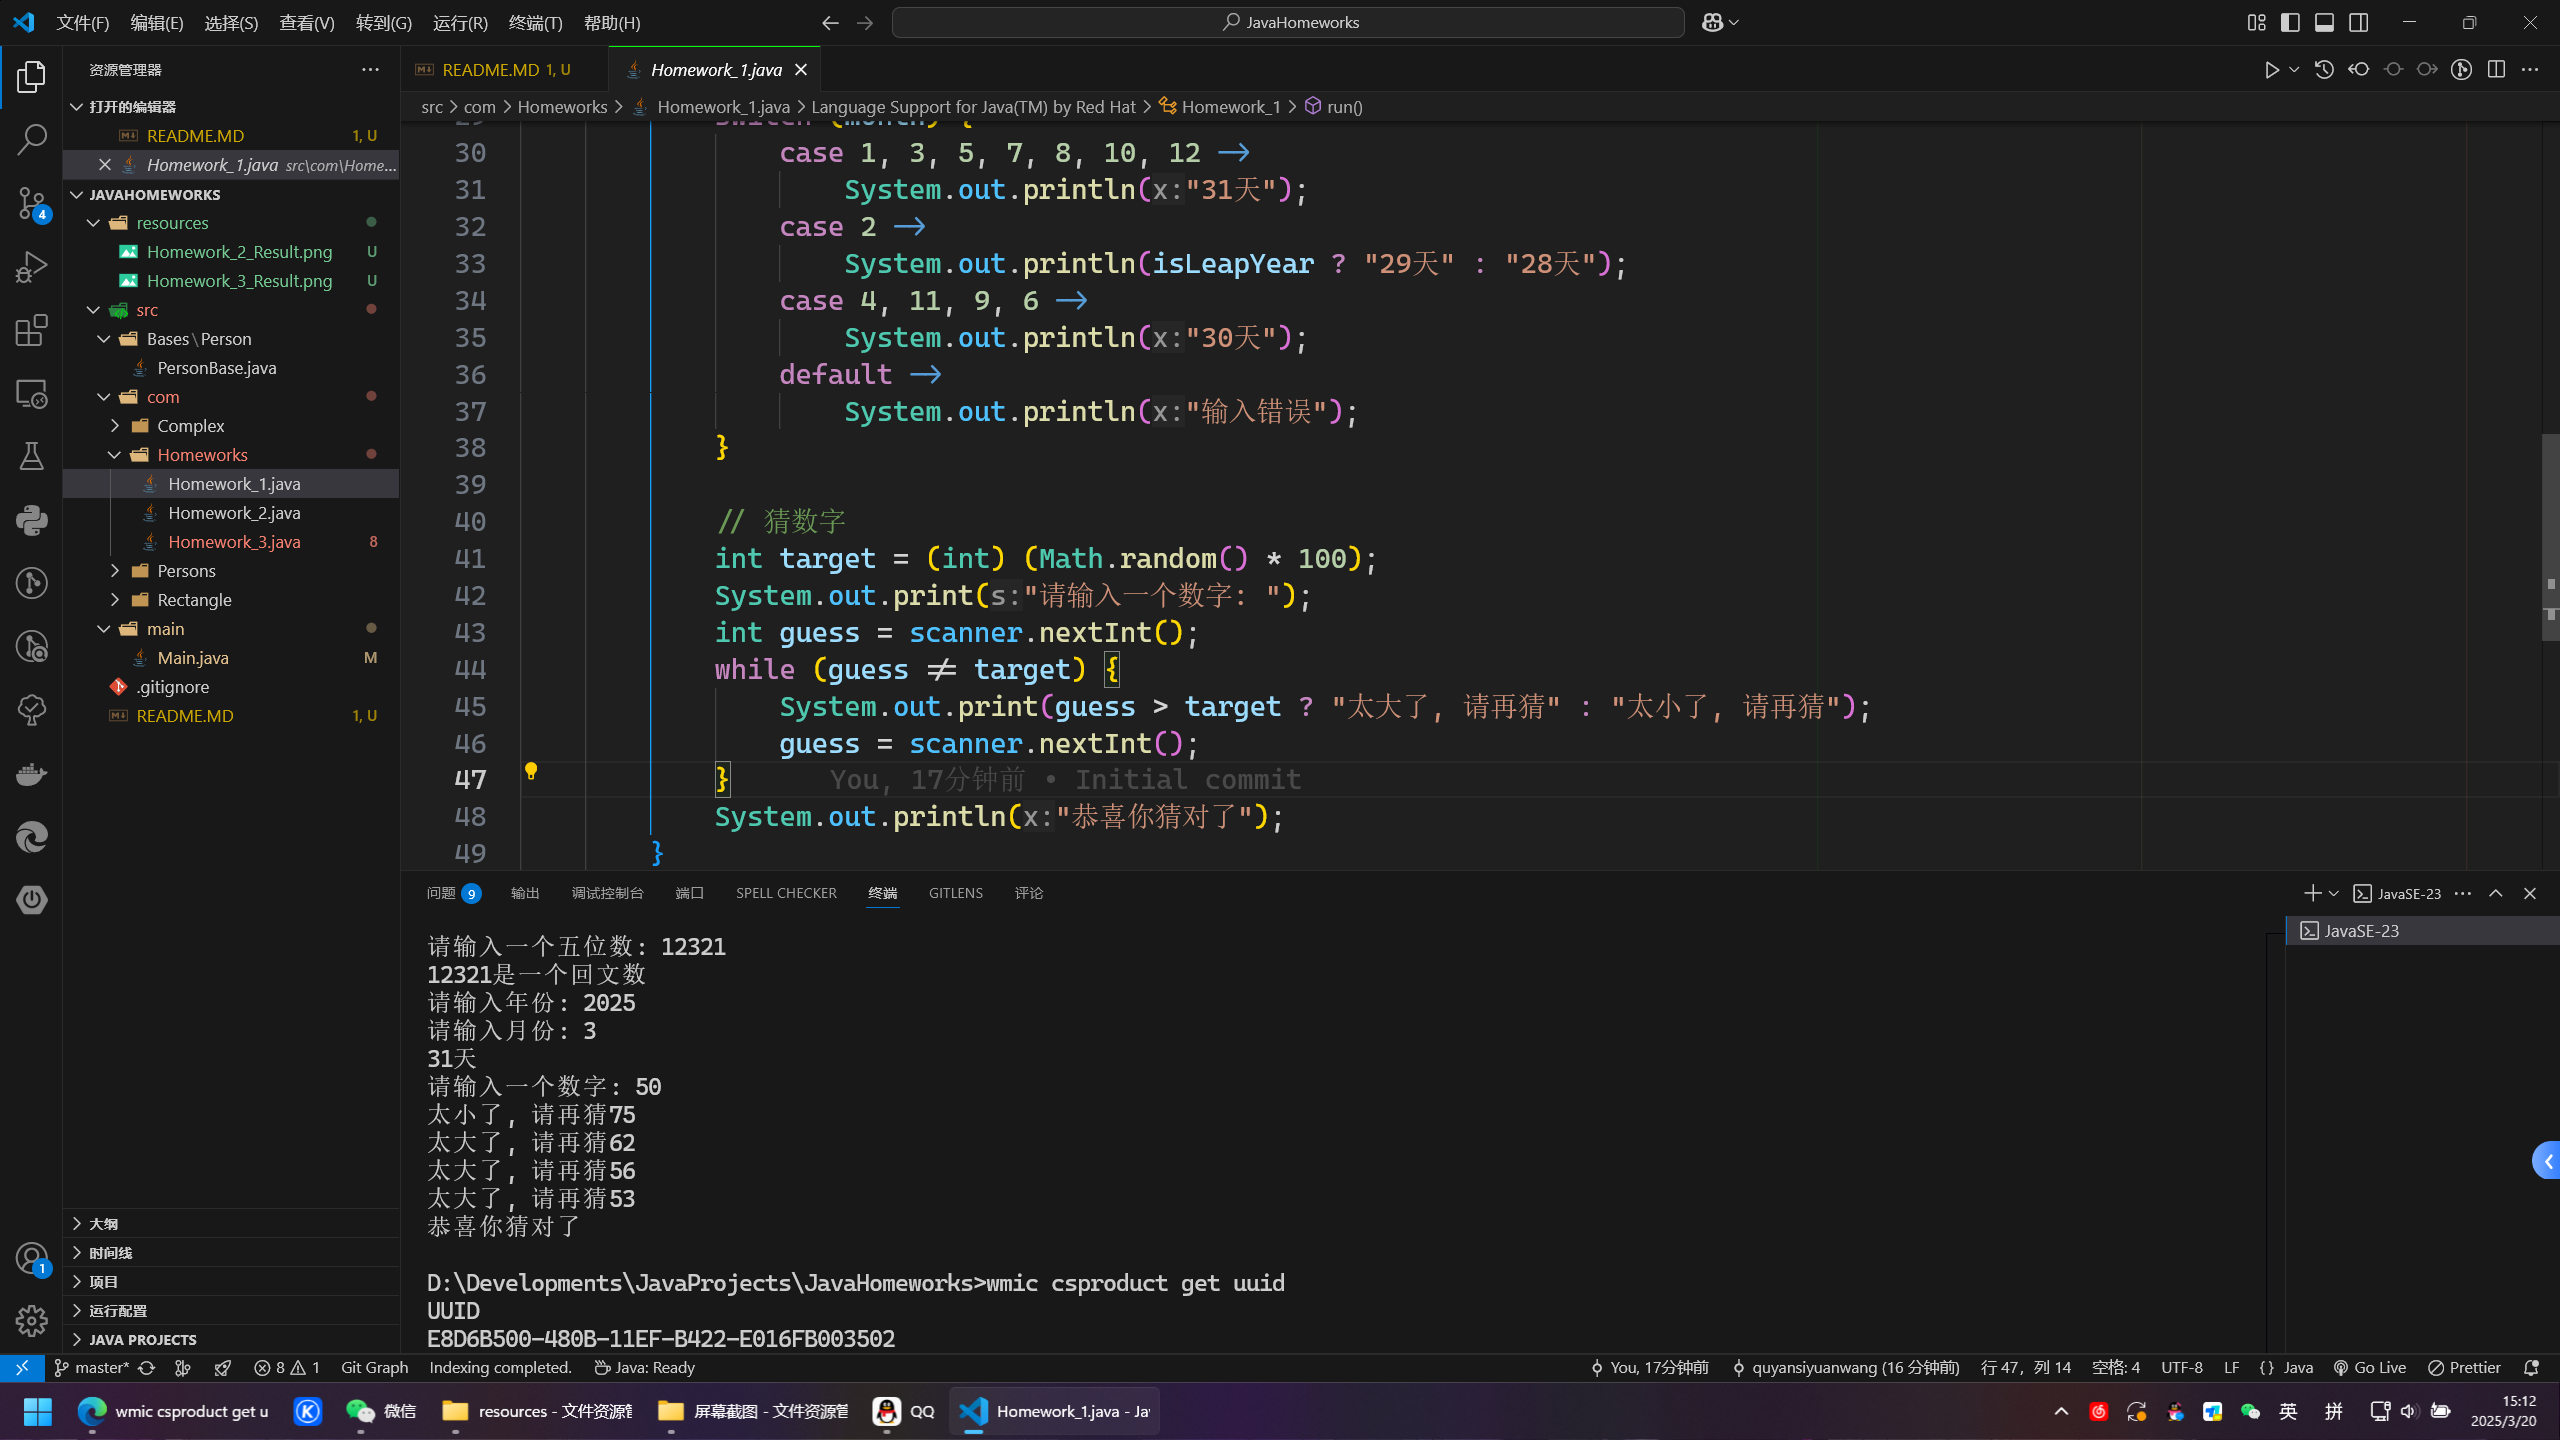 文件(F) 编辑(E) 选择(S) 查看(V) 转到(G) 运行(R) 终端(T) 帮助(H) JavaHomeworks
资源管理器
打开的编辑器
README.MD 1, U
Homework_1.java src\com\Home...
JAVAHOMEWORKS
resources
Homework_2_Result.png U
Homework_3_Result.png U
src
Bases\Person
PersonBase.java
com
Complex
Homeworks
Homework_1.java
Homework_2.java
Homework_3.java 8
Persons
Rectangle
main
Main.java M
.gitignore
README.MD 1, U
大纲
时间线
项目
运行配置
JAVA PROJECTS
4
1
README.MD 1, U Homework_1.java
src > com > Homeworks > Homework_1.java > Language Support for Java(TM) by Red Hat > Homework_1 > run()
29 switch (month) {
30 case 1, 3, 5, 7, 8, 10, 12 ->
31 System.out.println(x:"31天");
32 case 2 ->
33 System.out.println(isLeapYear ? "29天" : "28天");
34 case 4, 11, 9, 6 ->
35 System.out.println(x:"30天");
36 default ->
37 System.out.println(x:"输入错误");
38 }
39
40 // 猜数字
41 int target = (int) (Math.random() * 100);
42 System.out.print(s:"请输入一个数字: ");
43 int guess = scanner.nextInt();
44 while (guess != target) {
45 System.out.print(guess > target ? "太大了, 请再猜" : "太小了, 请再猜");
46 guess = scanner.nextInt();
47 } You, 17分钟前 • Initial commit
48 System.out.println(x:"恭喜你猜对了");
49 }
问题 9 输出 调试控制台 端口 SPELL CHECKER 终端 GITLENS 评论 JavaSE-23
JavaSE-23
请输入一个五位数: 12321
12321是一个回文数
请输入年份: 2025
请输入月份: 3
31天
请输入一个数字: 50
太小了, 请再猜75
太大了, 请再猜62
太大了, 请再猜56
太大了, 请再猜53
恭喜你猜对了
D:\Developments\JavaProjects\JavaHomeworks>wmic csproduct get uuid
UUID
E8D6B500-480B-11EF-B422-E016FB003502
master* 8 1 Git Graph Indexing completed. Java: Ready You, 17分钟前 quyansiyuanwang (16 分钟前) 行 47，列 14 空格: 4 UTF-8 LF {} Java Go Live Prettier
wmic csproduct get u 微信 resources - 文件资源管 屏幕截图 - 文件资源管 QQ Homework_1.java - Ja 英 拼 15:12
2025/3/20